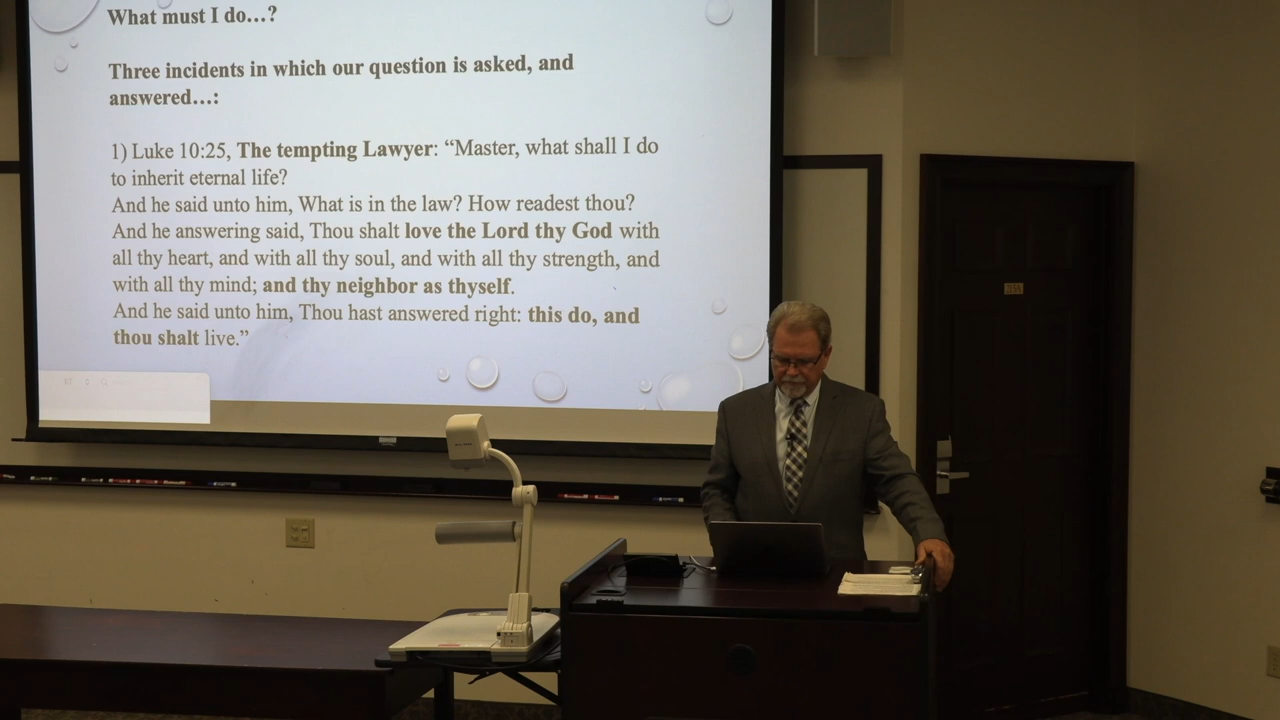 What must I do…?
Three incidents in which our question is asked, and
answered…:
1) Luke 10:25, The tempting Lawyer: “Master, what shall I do
to inherit eternal life?
And he said unto him, What is in the law? How readest thou?
And he answering said, Thou shalt love the Lord thy God with
all thy heart, and with all thy soul, and with all thy strength, and
with all thy mind; and thy neighbor as thyself.
And he said unto him, Thou hast answered right: this do, and
thou shalt live.”